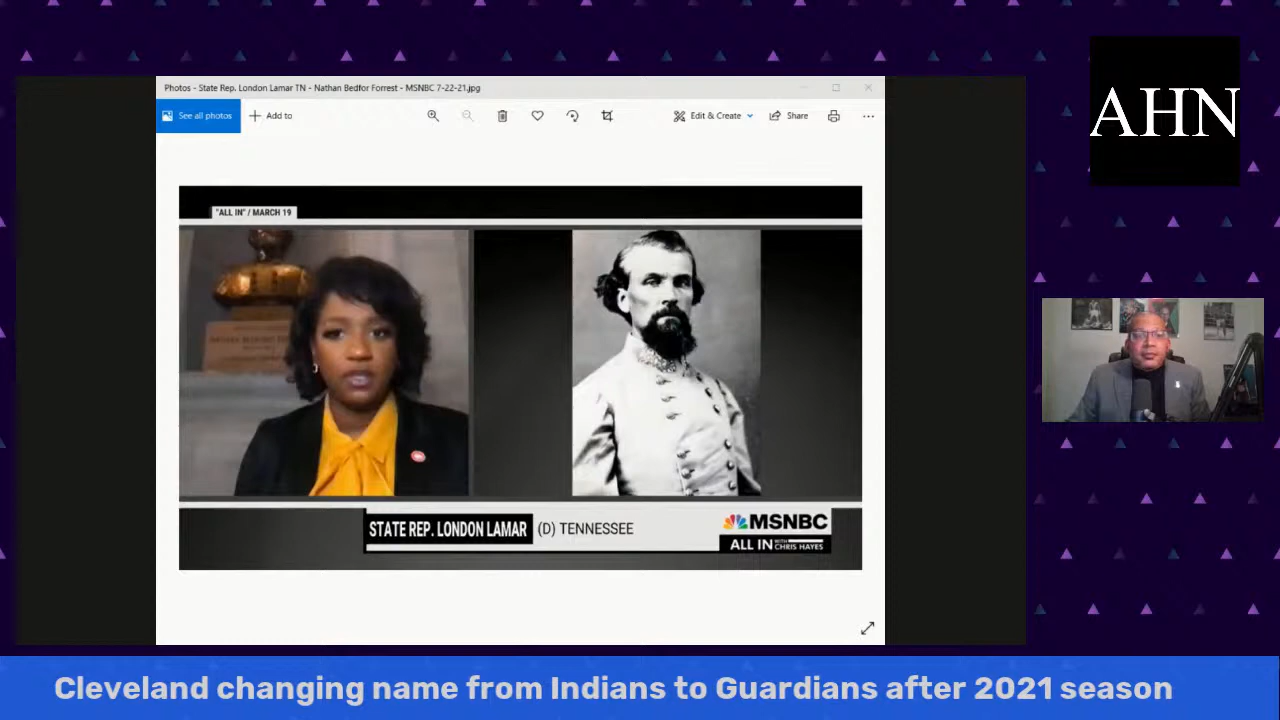 Photos - State Rep. London Lamar TN - Nathan Bedfor Forrest - MSNBC 7-22-21.jpg
See all photos
Add to
Edit & Create
Share
AHN
"ALL IN" / MARCH 19
STATE REP. LONDON LAMAR (D) TENNESSEE
MSNBC
ALL IN WITH CHRIS HAYES
Cleveland changing name from Indians to Guardians after 2021 season